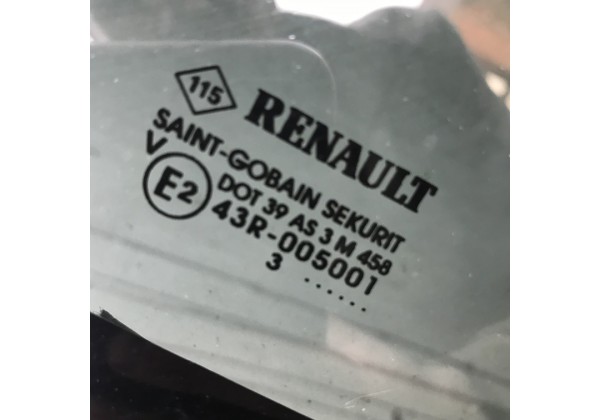 115 RENAULT
SAINT-GOBAIN SEKURIT
V
E2 DOT 39 AS 3 M 458
43R-005001
3 ......